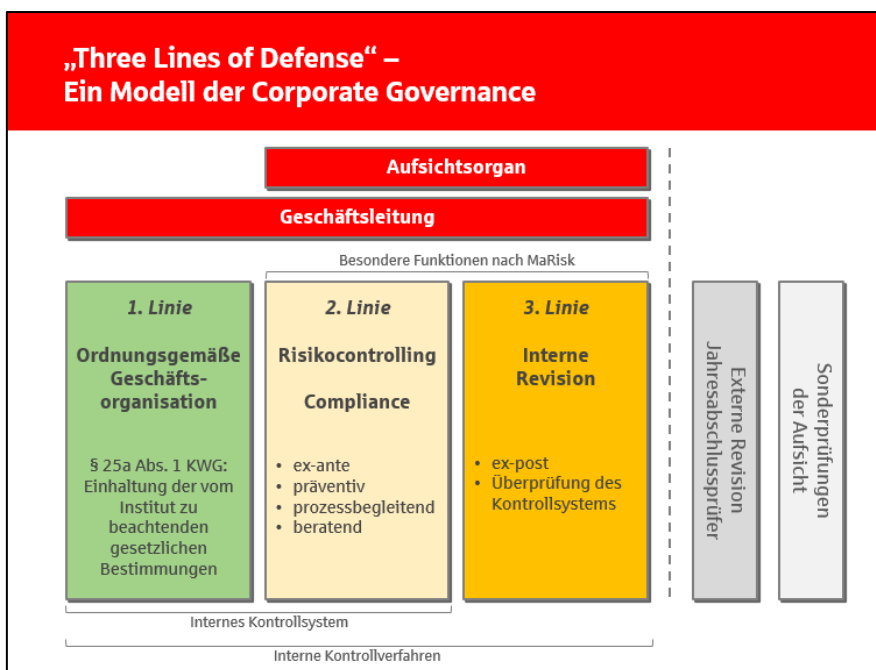 „Three Lines of Defense“ –
Ein Modell der Corporate Governance
Aufsichtsorgan
Geschäftsleitung
Besondere Funktionen nach MaRisk
1. Linie
Ordnungsgemäße
Geschäfts-
organisation
§ 25a Abs. 1 KWG:
Einhaltung der vom
Institut zu
beachtenden
gesetzlichen
Bestimmungen
2. Linie
Risikocontrolling
Compliance
• ex-ante
• präventiv
• prozessbegleitend
• beratend
3. Linie
Interne
Revision
• ex-post
• Überprüfung des
Kontrollsystems
Externe Revision
Jahresabschlussprüfer
Sonderprüfungen
der Aufsicht
Internes Kontrollsystem
Interne Kontrollverfahren